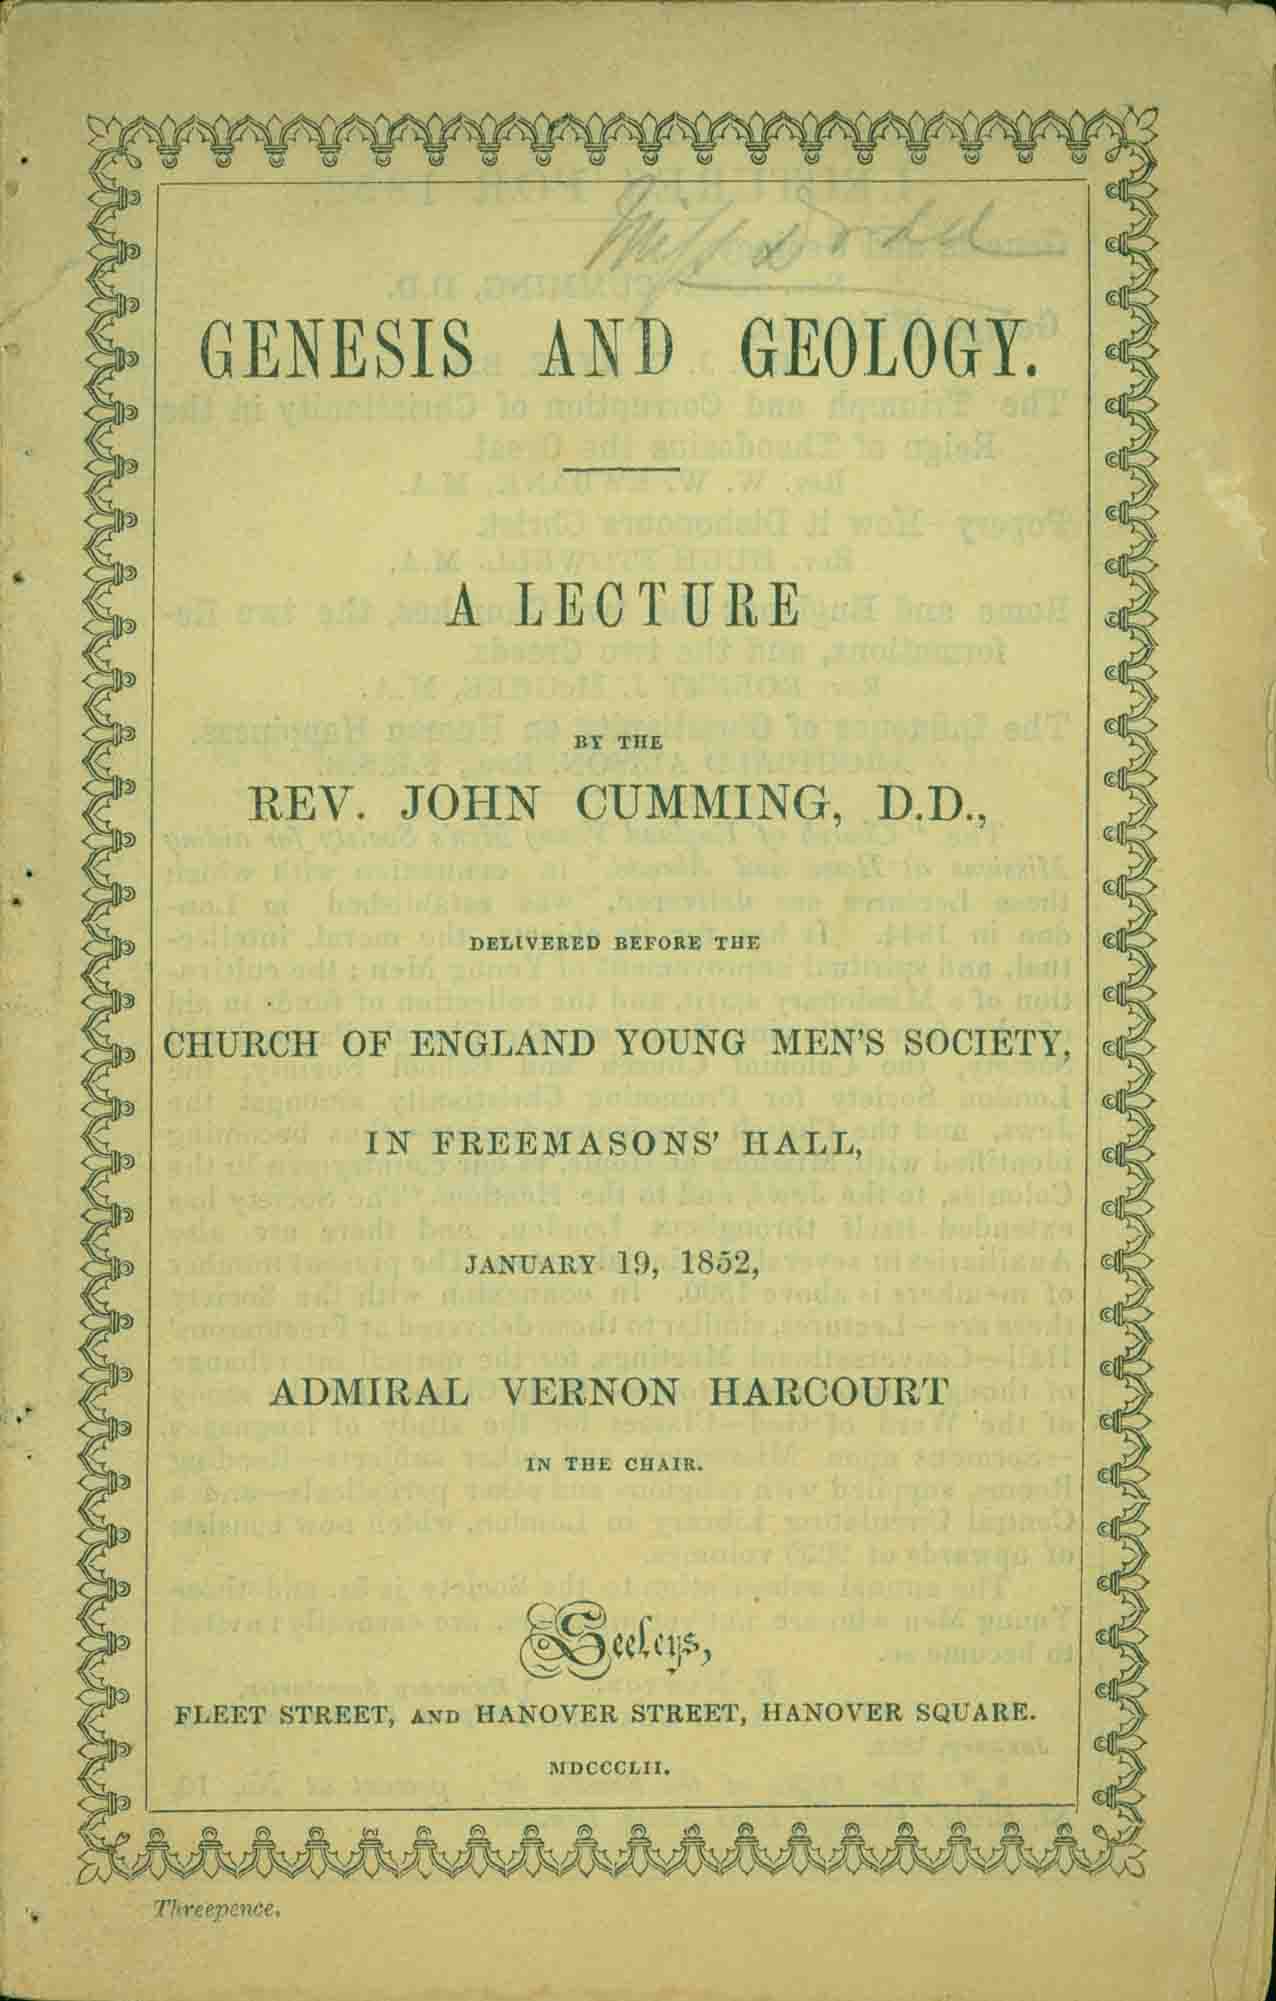 Miss Dodd
GENESIS AND GEOLOGY.
A LECTURE
BY THE
REV. JOHN CUMMING, D.D.,
DELIVERED BEFORE THE
CHURCH OF ENGLAND YOUNG MEN'S SOCIETY,
IN FREEMASONS' HALL,
JANUARY 19, 1852,
ADMIRAL VERNON HARCOURT
IN THE CHAIR.
Seeleys,
FLEET STREET, AND HANOVER STREET, HANOVER SQUARE.
MDCCCLII.
Threepence.